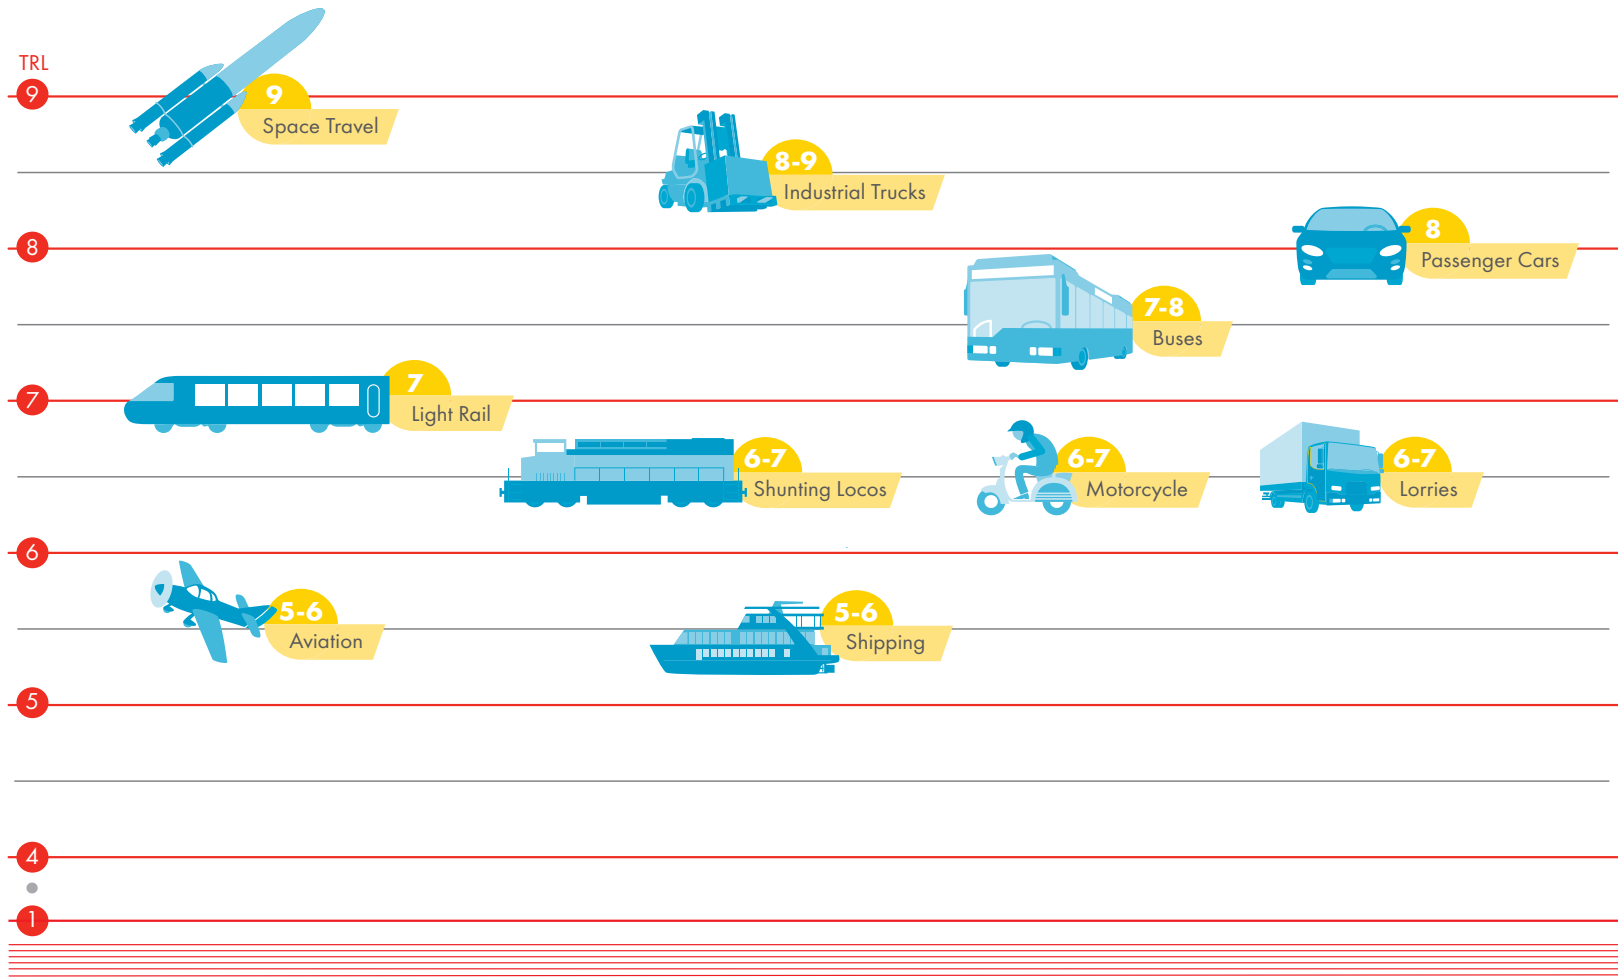 TRL
9
9
Space Travel
8-9
Industrial Trucks
8
8
Passenger Cars
7-8
Buses
7
7
Light Rail
6-7
Shunting Locos
6-7
Motorcycle
6-7
Lorries
6
5-6
Aviation
5-6
Shipping
5
4
1